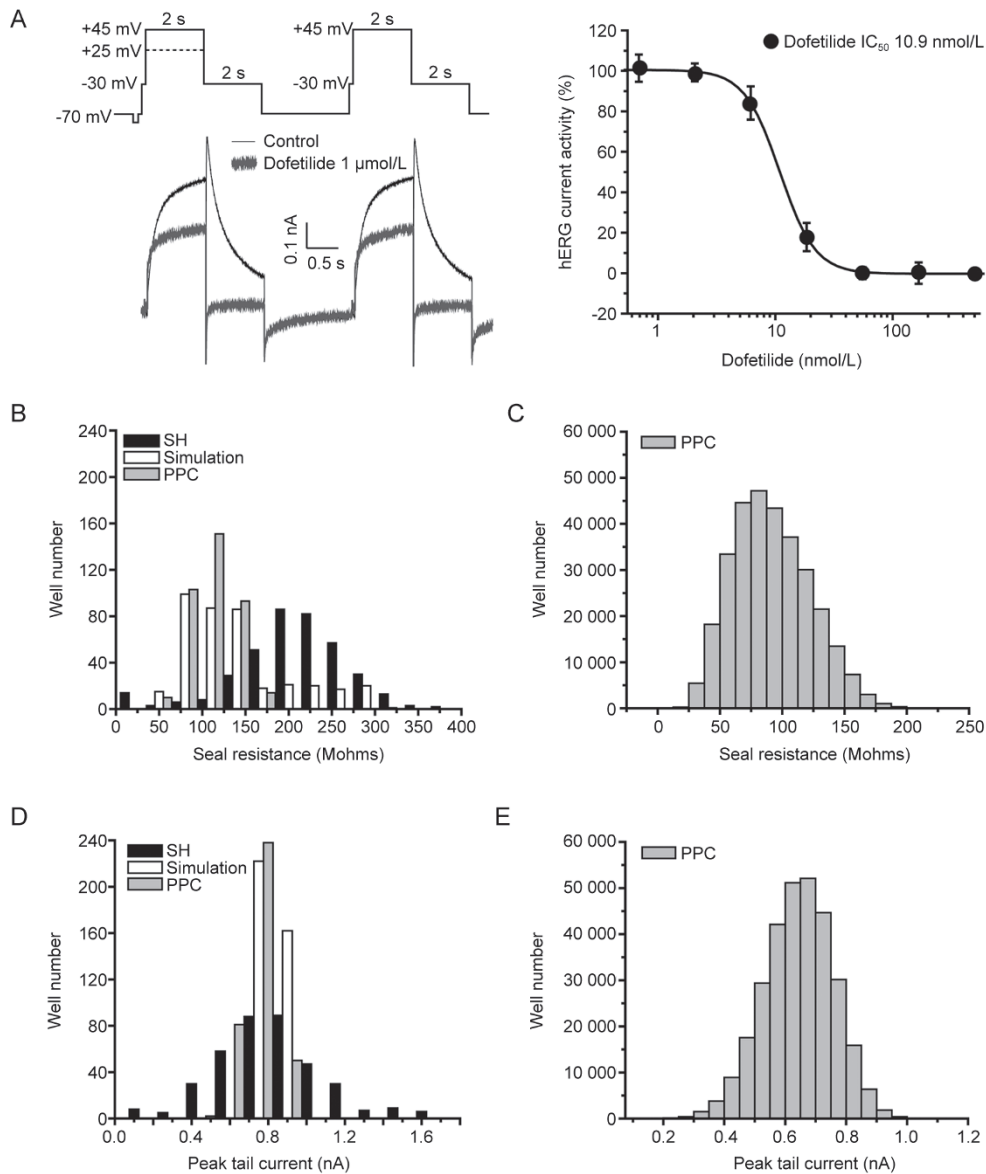 A
+45 mV
2 s
+25 mV
-30 mV
2 s
-70 mV
+45 mV
2 s
-30 mV
2 s
Control
Dofetilide 1 μmol/L
0.1 nA
0.5 s
Dofetilide IC50 10.9 nmol/L
hERG current activity (%)
120
100
80
60
40
20
0
-20
1
10
100
Dofetilide (nmol/L)
B
SH
Simulation
PPC
Well number
240
200
160
120
80
40
0
0
50
100
150
200
250
300
350
400
Seal resistance (Mohms)
C
PPC
Well number
60 000
50 000
40 000
30 000
20 000
10 000
0
0
50
100
150
200
250
Seal resistance (Mohms)
D
SH
Simulation
PPC
Well number
240
200
160
120
80
40
0
0.0
0.4
0.8
1.2
1.6
Peak tail current (nA)
E
PPC
Well number
60 000
50 000
40 000
30 000
20 000
10 000
0
0.2
0.4
0.6
0.8
1.0
1.2
Peak tail current (nA)